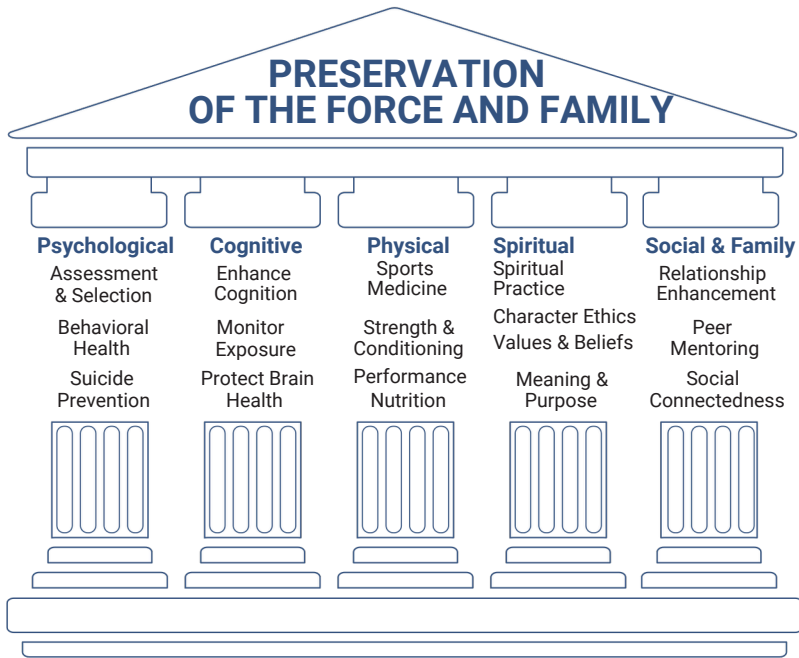 PRESERVATION
OF THE FORCE AND FAMILY
Psychological
Assessment
& Selection
Behavioral
Health
Suicide
Prevention
Cognitive
Enhance
Cognition
Monitor
Exposure
Protect Brain
Health
Physical
Sports
Medicine
Strength &
Conditioning
Performance
Nutrition
Spiritual
Spiritual
Practice
Character Ethics
Values & Beliefs
Meaning &
Purpose
Social & Family
Relationship
Enhancement
Peer
Mentoring
Social
Connectedness